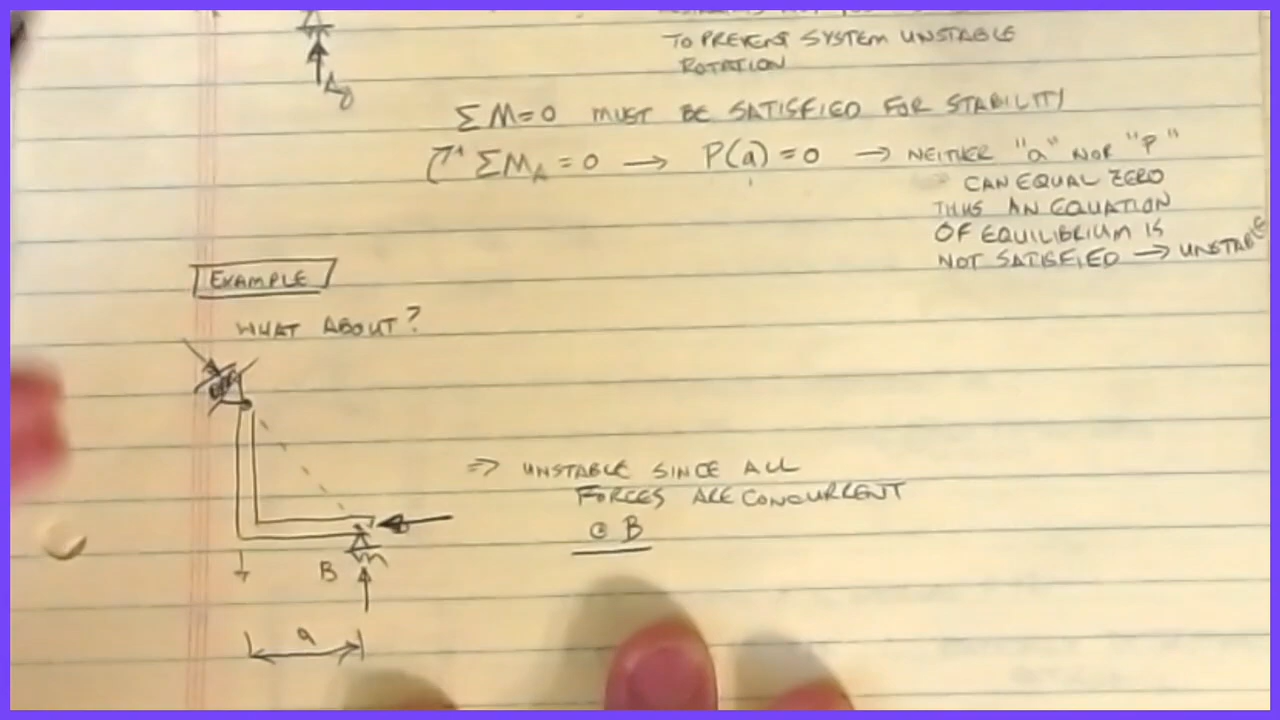 TO PREVENT SYSTEM UNSTABLE
ROTATION
ΣM=0 MUST BE SATISFIED FOR STABILITY
ΣM_A=0 → P(a)=0 → NEITHER "a" NOR "P"
CAN EQUAL ZERO
THUS AN EQUATION
OF EQUILIBRIUM IS
NOT SATISFIED → UNSTABLE
EXAMPLE
WHAT ABOUT?
⇒ UNSTABLE SINCE ALL
FORCES ARE CONCURRENT
@ B
B
a